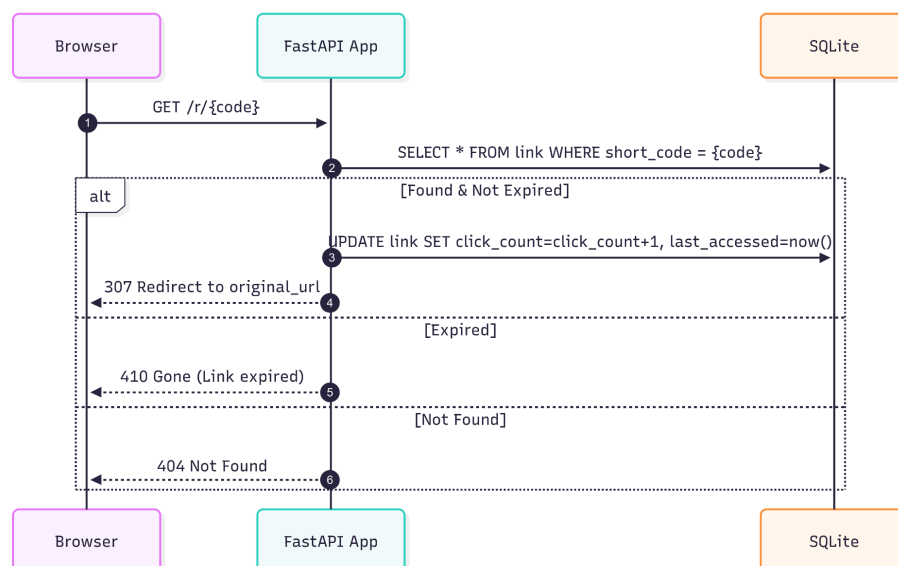 Browser
FastAPI App
SQLite
GET /r/{code}
1
SELECT * FROM link WHERE short_code = {code}
2
alt
[Found & Not Expired]
UPDATE link SET click_count=click_count+1, last_accessed=now()
3
307 Redirect to original_url
4
[Expired]
410 Gone (Link expired)
5
[Not Found]
404 Not Found
6
Browser
FastAPI App
SQLite